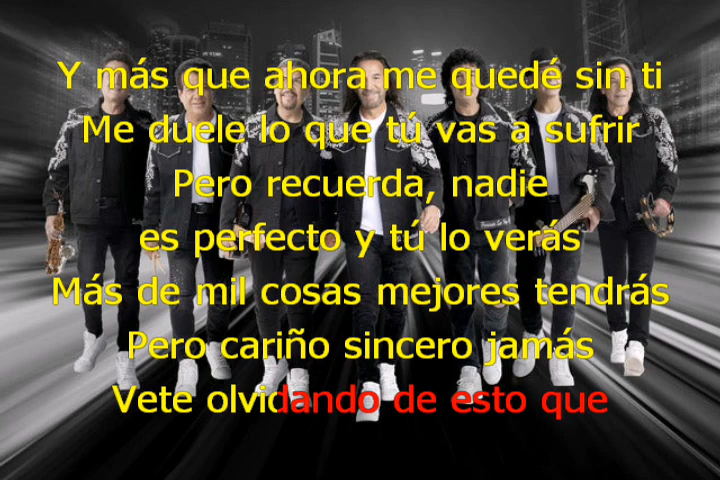 Y más que ahora me quedé sin ti
Me duele lo que tú vas a sufrir
Pero recuerda, nadie
es perfecto y tú lo verás
Más de mil cosas mejores tendrás
Pero cariño sincero jamás
Vete olvidando de esto que